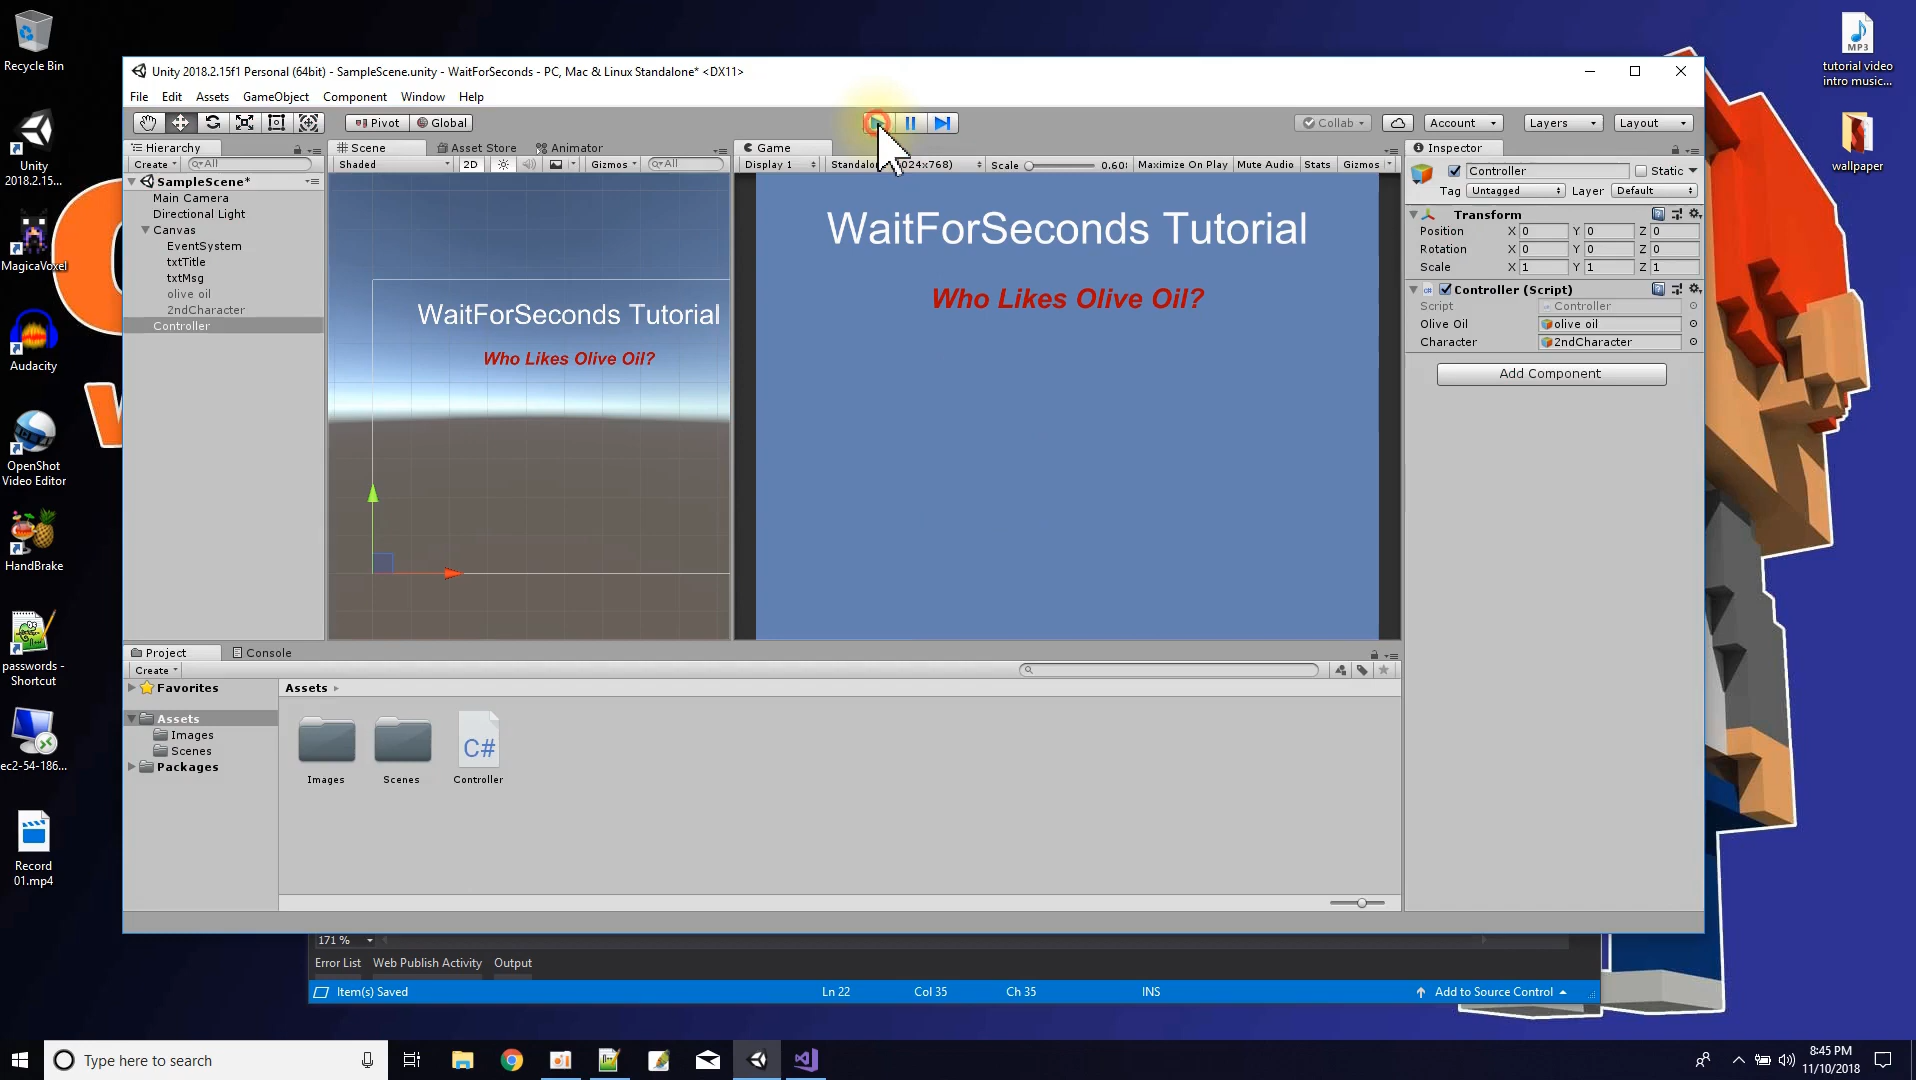 Recycle Bin
Unity
2018.2.15...
MagicaVoxel
Audacity
OpenShot
Video Editor
HandBrake
passwords -
Shortcut
ec2-54-186...
Record
01.mp4
MP3
tutorial video
intro music...
wallpaper
Unity 2018.2.15f1 Personal (64bit) - SampleScene.unity - WaitForSeconds - PC, Mac & Linux Standalone* <DX11>
File Edit Assets GameObject Component Window Help
Pivot Global
Collab Account Layers Layout
Hierarchy
Create All
SampleScene*
Main Camera
Directional Light
Canvas
EventSystem
txtTitle
txtMsg
olive oil
2ndCharacter
Controller
Scene Asset Store Animator
Shaded 2D Gizmos All
WaitForSeconds Tutorial
Who Likes Olive Oil?
Game
Display 1 Scale 0.60 Maximize On Play Mute Audio Stats Gizmos
WaitForSeconds Tutorial
Who Likes Olive Oil?
Inspector
Controller Static
Tag Untagged Layer Default
Transform
Position X 0 Y 0 Z 0
Rotation X 0 Y 0 Z 0
Scale X 1 Y 1 Z 1
Controller (Script)
Script Controller
Olive Oil olive oil
Character 2ndCharacter
Add Component
Project Console
Create
Favorites
Assets
Images
Scenes
Packages
Assets
C#
Images Scenes Controller
171 %
Error List Web Publish Activity Output
Item(s) Saved Ln 22 Col 35 Ch 35 INS Add to Source Control
Type here to search
8:45 PM
11/10/2018